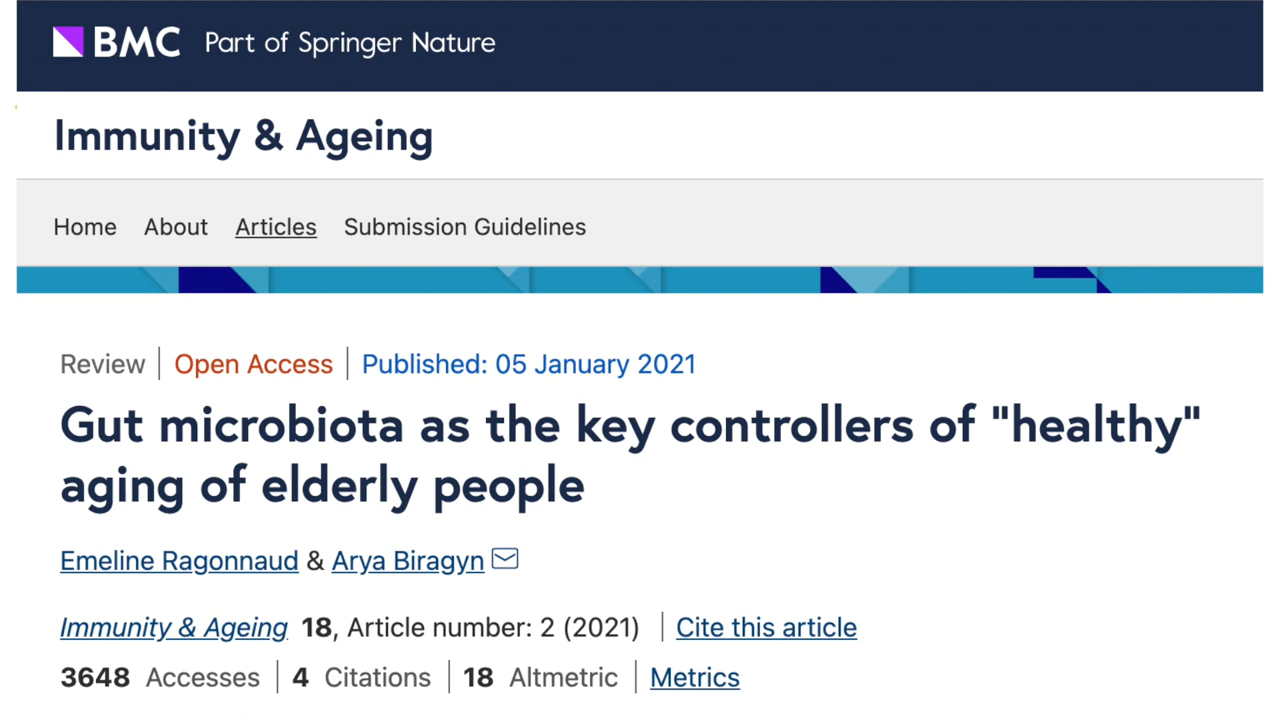 BMC Part of Springer Nature
Immunity & Ageing
Home About Articles Submission Guidelines
Review | Open Access | Published: 05 January 2021
Gut microbiota as the key controllers of "healthy"
aging of elderly people
Emeline Ragonnaud & Arya Biragyn
Immunity & Ageing 18, Article number: 2 (2021) | Cite this article
3648 Accesses | 4 Citations | 18 Altmetric | Metrics